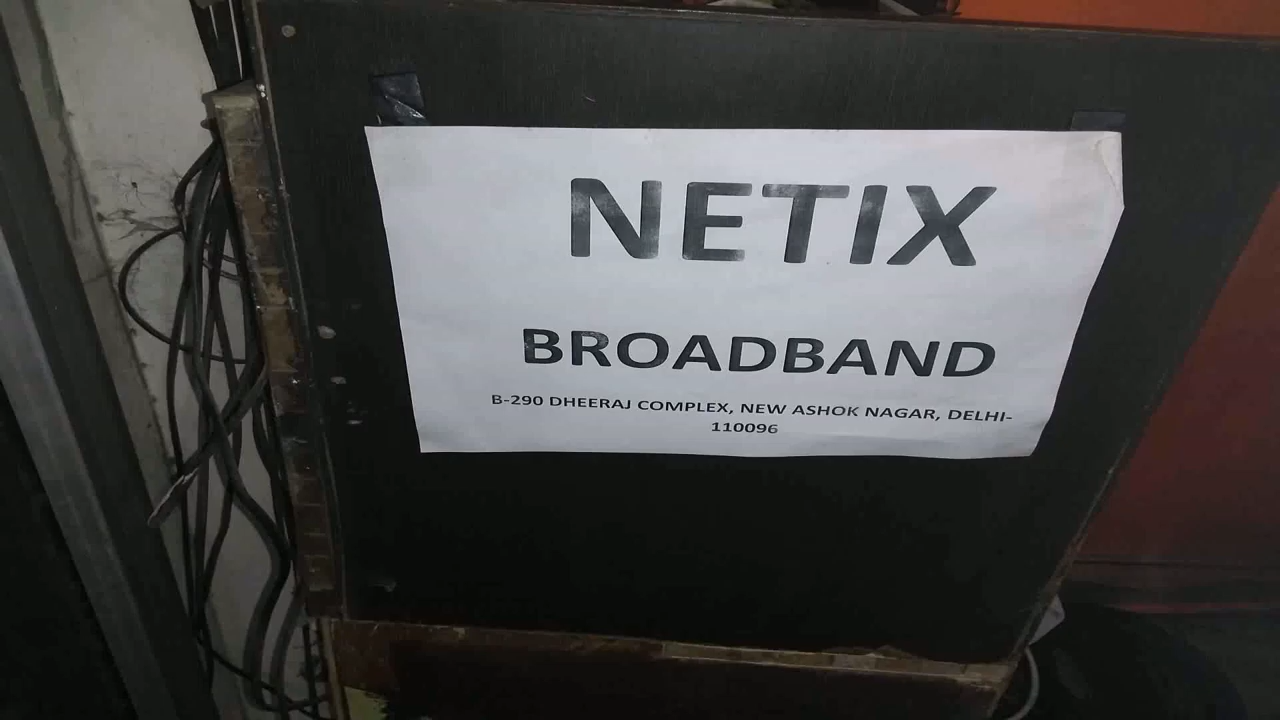 NETIX
BROADBAND
B-290 DHEERAJ COMPLEX, NEW ASHOK NAGAR, DELHI-
110096